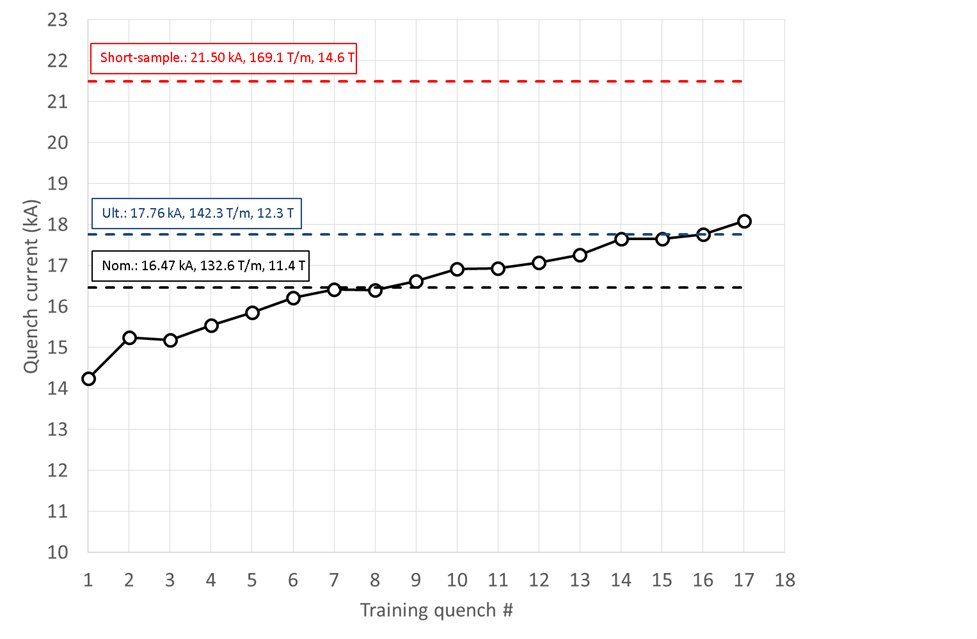 23
22
21
20
19
18
17
16
15
14
13
12
11
10
Quench current (kA)
Short-sample.: 21.50 kA, 169.1 T/m, 14.6 T
Ult.: 17.76 kA, 142.3 T/m, 12.3 T
Nom.: 16.47 kA, 132.6 T/m, 11.4 T
1 2 3 4 5 6 7 8 9 10 11 12 13 14 15 16 17 18
Training quench #